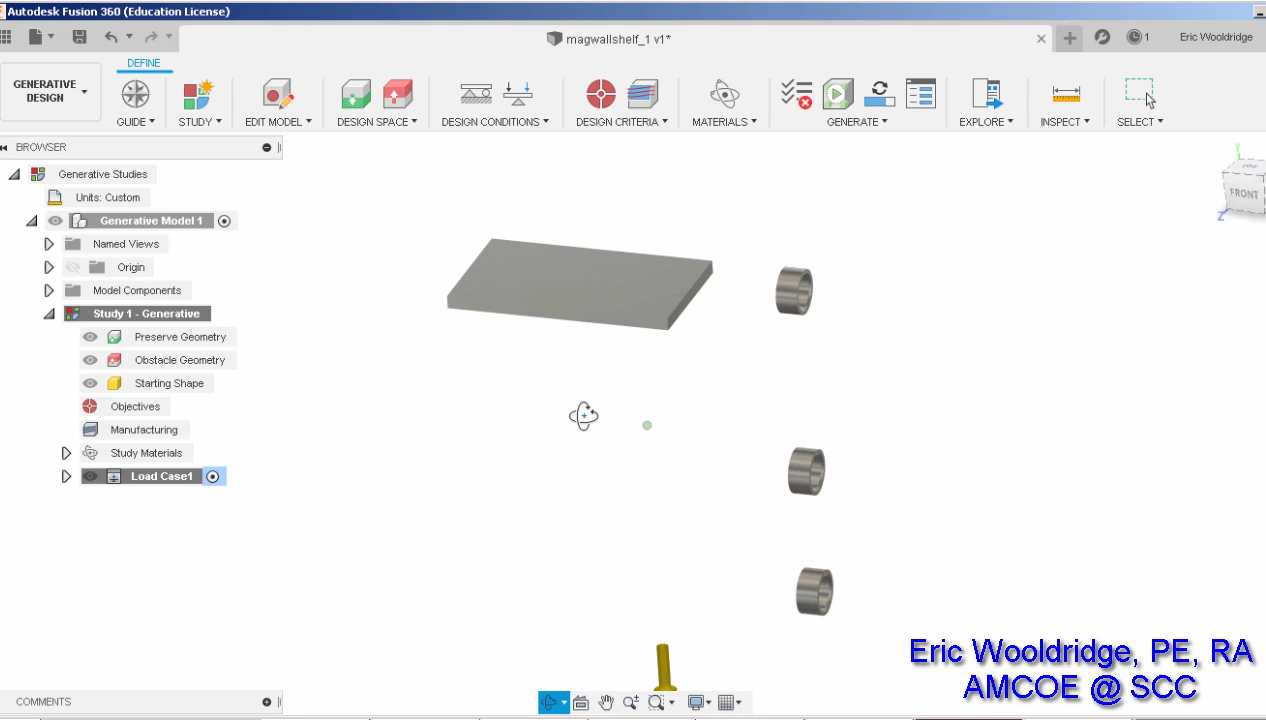 Autodesk Fusion 360 (Education License)
magwallshelf_1 v1*
1
Eric Wooldridge
DEFINE
GENERATIVE DESIGN
GUIDE
STUDY
EDIT MODEL
DESIGN SPACE
DESIGN CONDITIONS
DESIGN CRITERIA
MATERIALS
GENERATE
EXPLORE
INSPECT
SELECT
BROWSER
Generative Studies
Units: Custom
Generative Model 1
Named Views
Origin
Model Components
Study 1 - Generative
Preserve Geometry
Obstacle Geometry
Starting Shape
Objectives
Manufacturing
Study Materials
Load Case1
Y
FRONT
Z
Eric Wooldridge, PE, RA
AMCOE @ SCC
COMMENTS